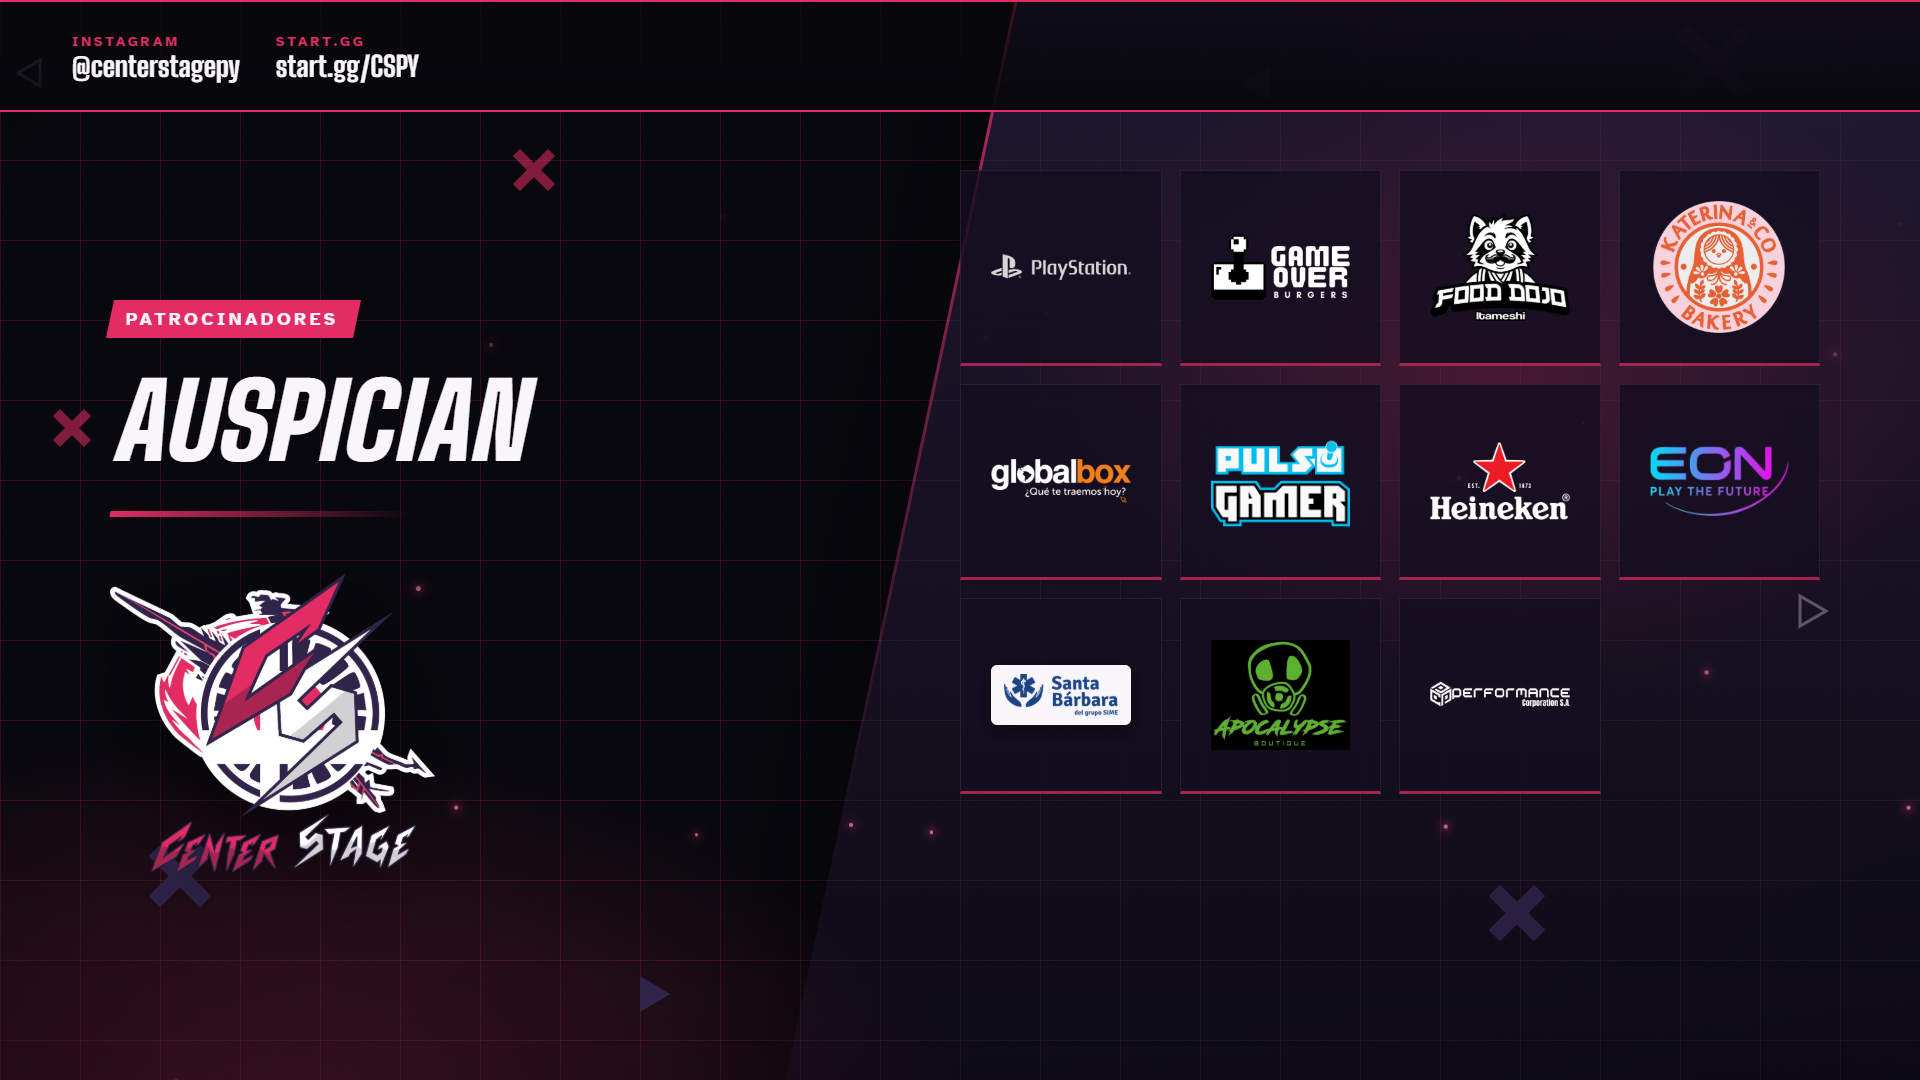 INSTAGRAM
@centerstagepy
START.GG
start.gg/CSPY
PATROCINADORES
AUSPICIAN
CENTER STAGE
PlayStation
GAME
OVER
BURGERS
FOOD DOJO
Itameshi
KATERINA & CO
BAKERY
globalbox
¿Qué te traemos hoy?
PULSO
GAMER
EST. 1873
Heineken®
EON
PLAY THE FUTURE
Santa
Bárbara
del grupo SIME
APOCALYPSE
BOUTIQUE
PERFORMANCE
Corporation S.A